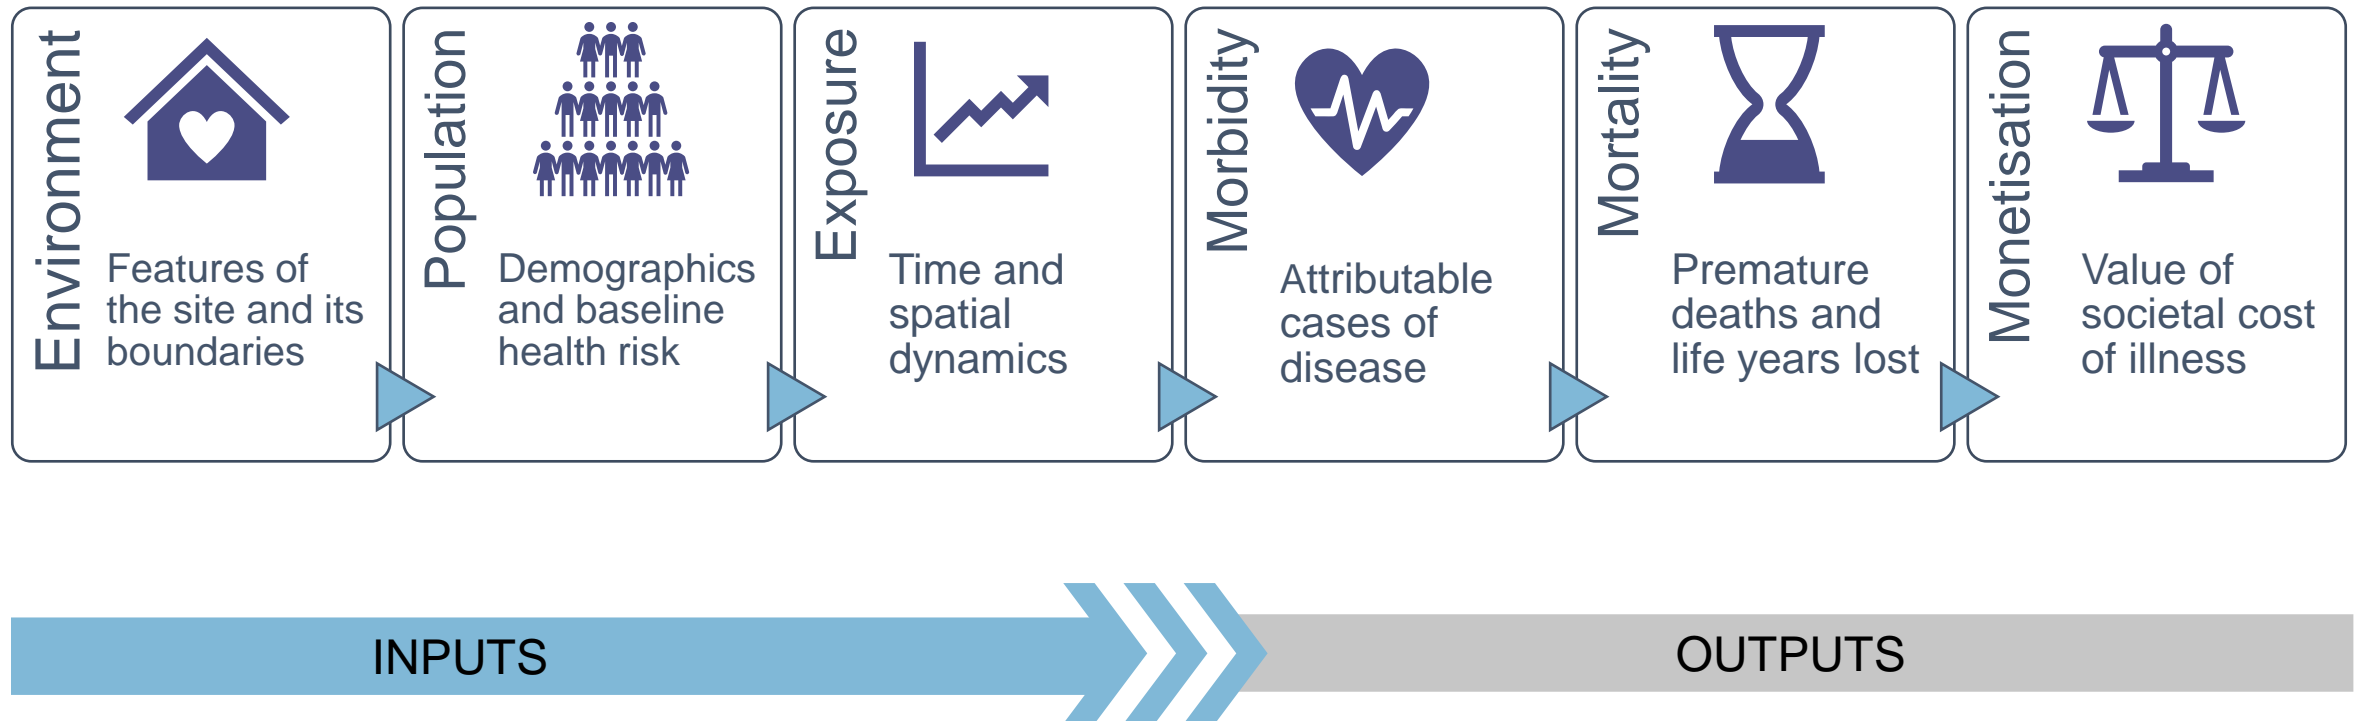 Environment
Features of
the site and its
boundaries
Population
Demographics
and baseline
health risk
Exposure
Time and
spatial
dynamics
Morbidity
Attributable
cases of
disease
Mortality
Premature
deaths and
life years lost
Monetisation
Value of
societal cost
of illness
INPUTS
OUTPUTS